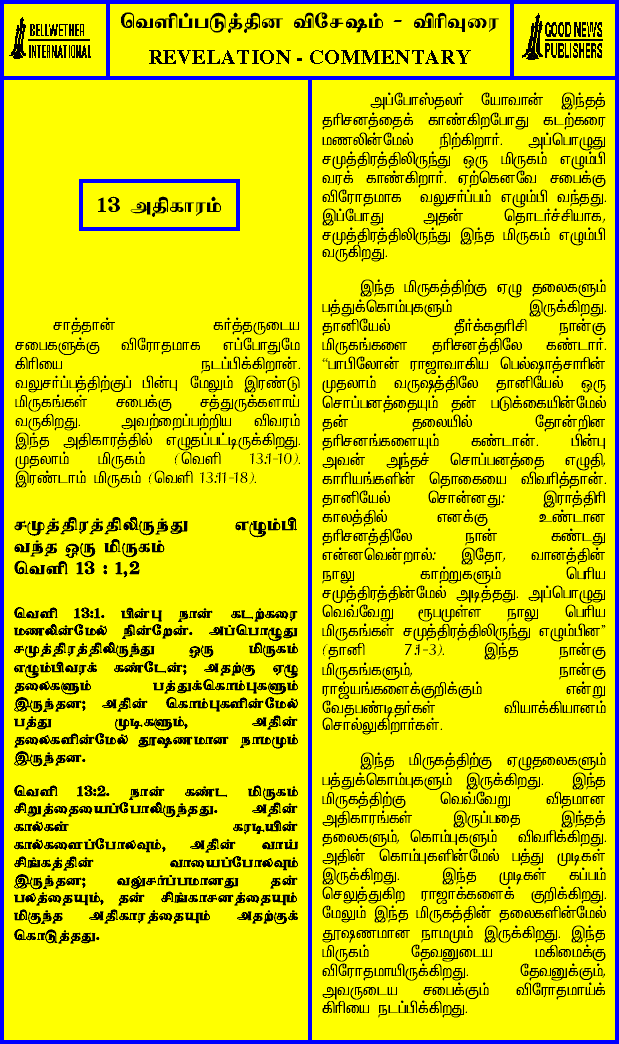 BELLWETHER
INTERNATIONAL
வெளிப்படுத்தின விசேஷம் - விரிவுரை
REVELATION - COMMENTARY
GOOD NEWS
PUBLISHERS
13 அதிகாரம்
சாத்தான் கர்த்தருடைய
சபைகளுக்கு விரோதமாக எப்போதுமே
கிரியை நடப்பிக்கிறான்.
வலுசர்ப்பத்திற்குப் பின்பு மேலும் இரண்டு
மிருகங்கள் சபைக்கு சத்துருக்களாய்
வருகிறது. அவற்றைப்பற்றிய விவரம்
இந்த அதிகாரத்தில் எழுதப்பட்டிருக்கிறது.
முதலாம் மிருகம் (வெளி 13:1-10).
இரண்டாம் மிருகம் (வெளி 13:11-18).
சமுத்திரத்திலிருந்து எழும்பி
வந்த ஒரு மிருகம்
வெளி 13 : 1,2
வெளி 13:1. பின்பு நான் கடற்கரை
மணலின்மேல் நின்றேன். அப்பொழுது
சமுத்திரத்திலிருந்து ஒரு மிருகம்
எழும்பிவரக் கண்டேன்; அதற்கு ஏழு
தலைகளும் பத்துக்கொம்புகளும்
இருந்தன; அதின் கொம்புகளின்மேல்
பத்து முடிகளும், அதின்
தலைகளின்மேல் தூஷணமான நாமமும்
இருந்தன.
வெளி 13:2. நான் கண்ட மிருகம்
சிறுத்தையைப்போலிருந்தது. அதின்
கால்கள் கரடியின்
கால்களைப்போலவும், அதின் வாய்
சிங்கத்தின் வாயைப்போலவும்
இருந்தன; வலுசர்ப்பமானது தன்
பலத்தையும், தன் சிங்காசனத்தையும்
மிகுந்த அதிகாரத்தையும் அதற்குக்
கொடுத்தது.
அப்போஸ்தலர் யோவான் இந்தத்
தரிசனத்தைக் காண்கிறபோது கடற்கரை
மணலின்மேல் நிற்கிறார். அப்பொழுது
சமுத்திரத்திலிருந்து ஒரு மிருகம் எழும்பி
வரக் காண்கிறார். ஏற்கெனவே சபைக்கு
விரோதமாக வலுசர்ப்பம் எழும்பி வந்தது.
இப்போது அதன் தொடர்ச்சியாக,
சமுத்திரத்திலிருந்து இந்த மிருகம் எழும்பி
வருகிறது.
இந்த மிருகத்திற்கு ஏழு தலைகளும்
பத்துக்கொம்புகளும் இருக்கிறது.
தானியேல் தீர்க்கதரிசி நான்கு
மிருகங்களை தரிசனத்திலே கண்டார்.
“பாபிலோன் ராஜாவாகிய பெல்ஷாத்சாரின்
முதலாம் வருஷத்திலே தானியேல் ஒரு
சொப்பனத்தையும் தன் படுக்கையின்மேல்
தன் தலையில் தோன்றின
தரிசனங்களையும் கண்டான். பின்பு
அவன் அந்தச் சொப்பனத்தை எழுதி,
காரியங்களின் தொகையை விவரித்தான்.
தானியேல் சொன்னது: இராத்திரி
காலத்தில் எனக்கு உண்டான
தரிசனத்திலே நான் கண்டது
என்னவென்றால்: இதோ, வானத்தின்
நாலு காற்றுகளும் பெரிய
சமுத்திரத்தின்மேல் அடித்தது. அப்பொழுது
வெவ்வேறு ரூபமுள்ள நாலு பெரிய
மிருகங்கள் சமுத்திரத்திலிருந்து எழும்பின”
(தானி 7:1-3). இந்த நான்கு
மிருகங்களும், நான்கு
ராஜ்யங்களைக்குறிக்கும் என்று
வேதபண்டிதர்கள் வியாக்கியானம்
சொல்லுகிறார்கள்.
இந்த மிருகத்திற்கு ஏழுதலைகளும்
பத்துக்கொம்புகளும் இருக்கிறது. இந்த
மிருகத்திற்கு வெவ்வேறு விதமான
அதிகாரங்கள் இருப்பதை இந்தத்
தலைகளும், கொம்புகளும் விவரிக்கிறது.
அதின் கொம்புகளின்மேல் பத்து முடிகள்
இருக்கிறது. இந்த முடிகள் கப்பம்
செலுத்துகிற ராஜாக்களைக் குறிக்கிறது.
மேலும் இந்த மிருகத்தின் தலைகளின்மேல்
தூஷணமான நாமமும் இருக்கிறது. இந்த
மிருகம் தேவனுடைய மகிமைக்கு
விரோதமாயிருக்கிறது. தேவனுக்கும்,
அவருடைய சபைக்கும் விரோதமாய்க்
கிரியை நடப்பிக்கிறது.